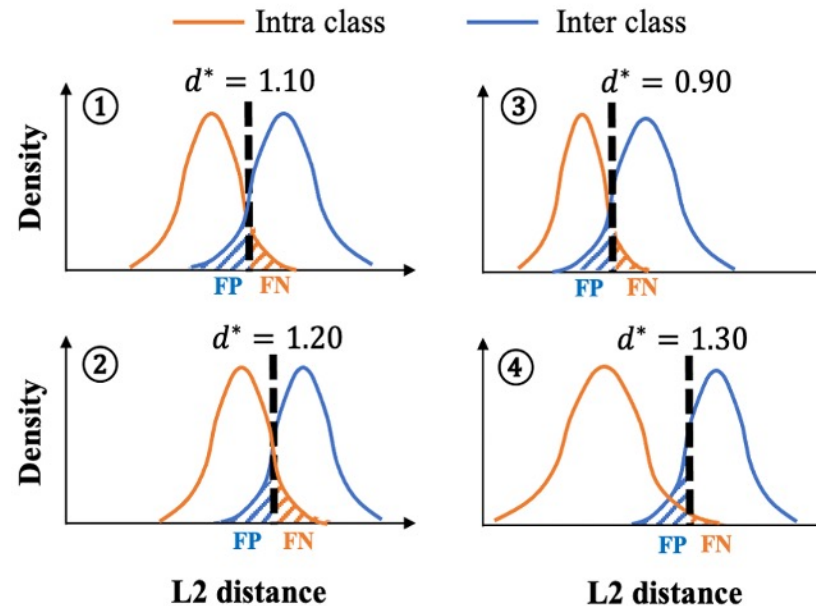 Intra class
Inter class
d* = 1.10
①
Density
FP FN
d* = 0.90
③
FP FN
d* = 1.20
②
Density
FP FN
L2 distance
d* = 1.30
④
FP FN
L2 distance